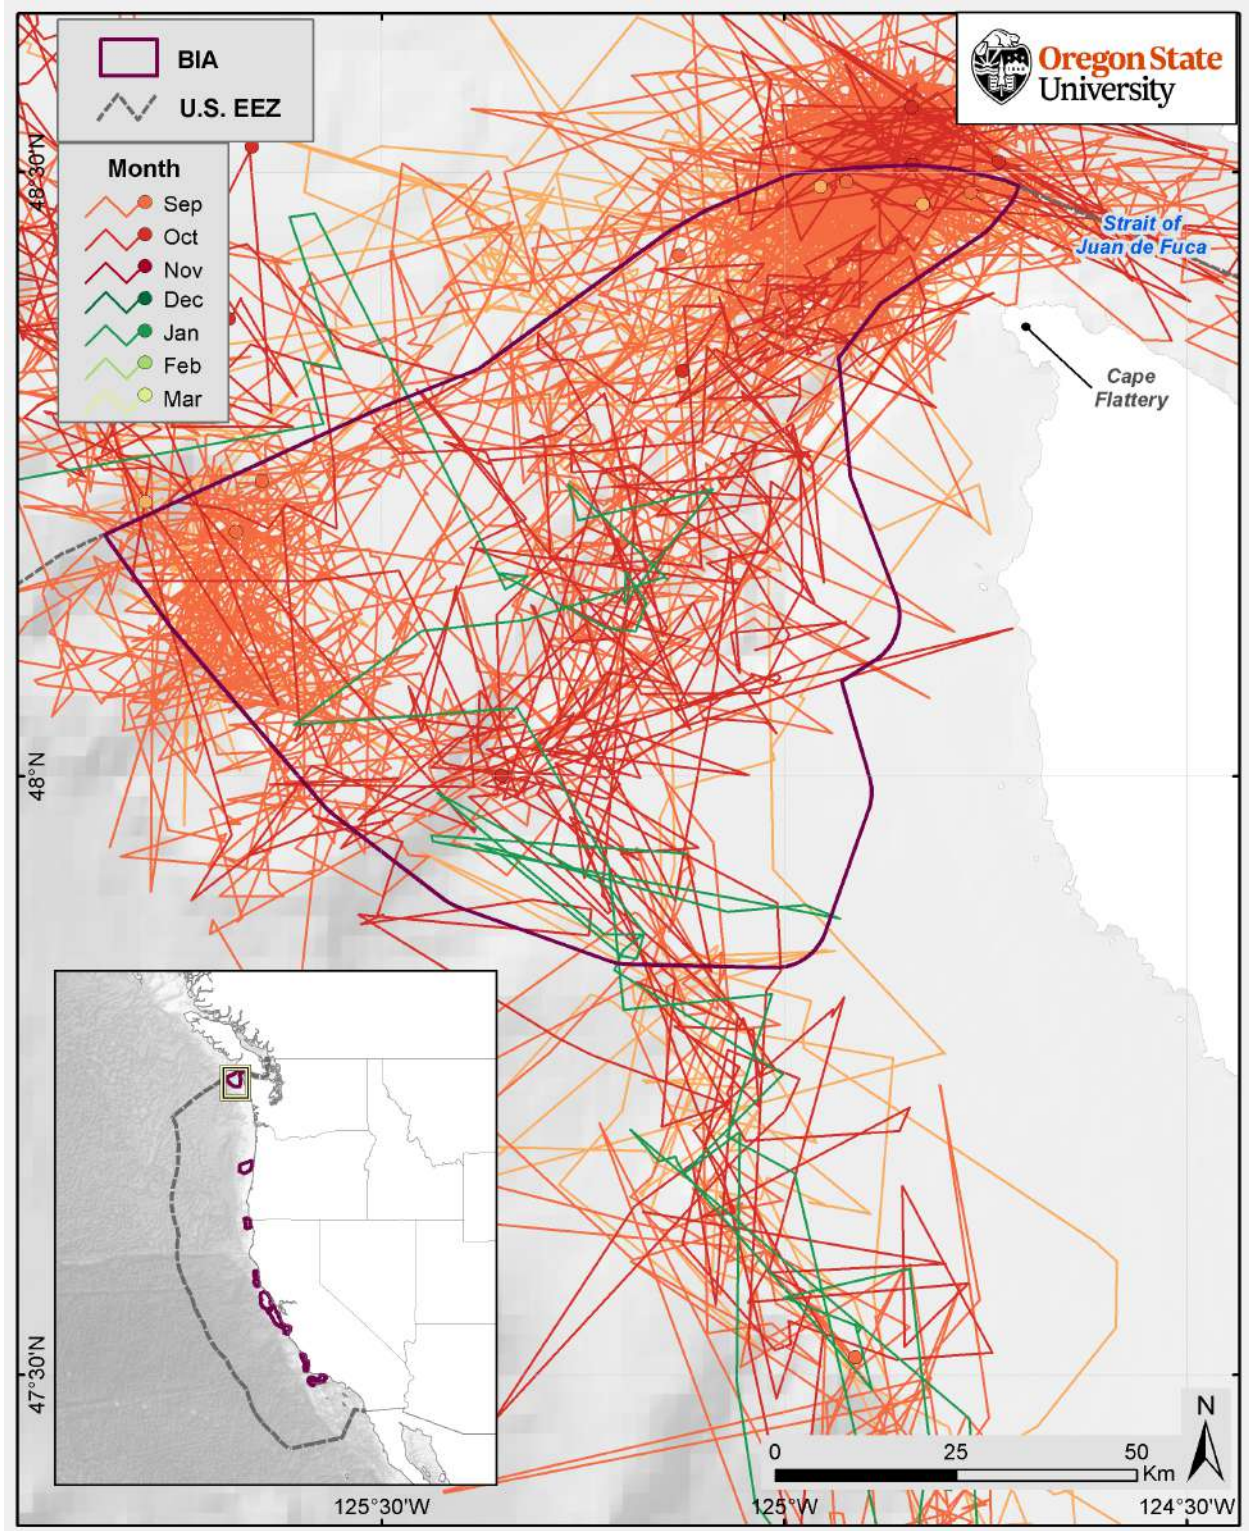 BIA
U.S. EEZ
Oregon State
University
Month
Sep
Oct
Nov
Dec
Jan
Feb
Mar
48°30'N
Strait of
Juan de Fuca
Cape
Flattery
48°N
47°30'N
N
0 25 50
Km
125°30'W 125°W 124°30'W